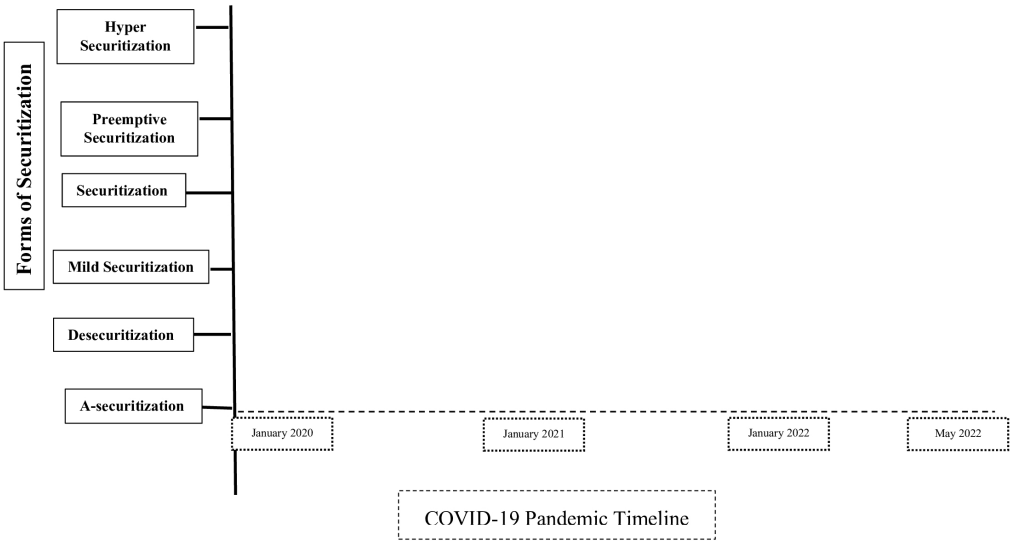 Forms of Securitization
Hyper
Securitization
Preemptive
Securitization
Securitization
Mild Securitization
Desecuritization
A-securitization
January 2020
January 2021
January 2022
May 2022
COVID-19 Pandemic Timeline